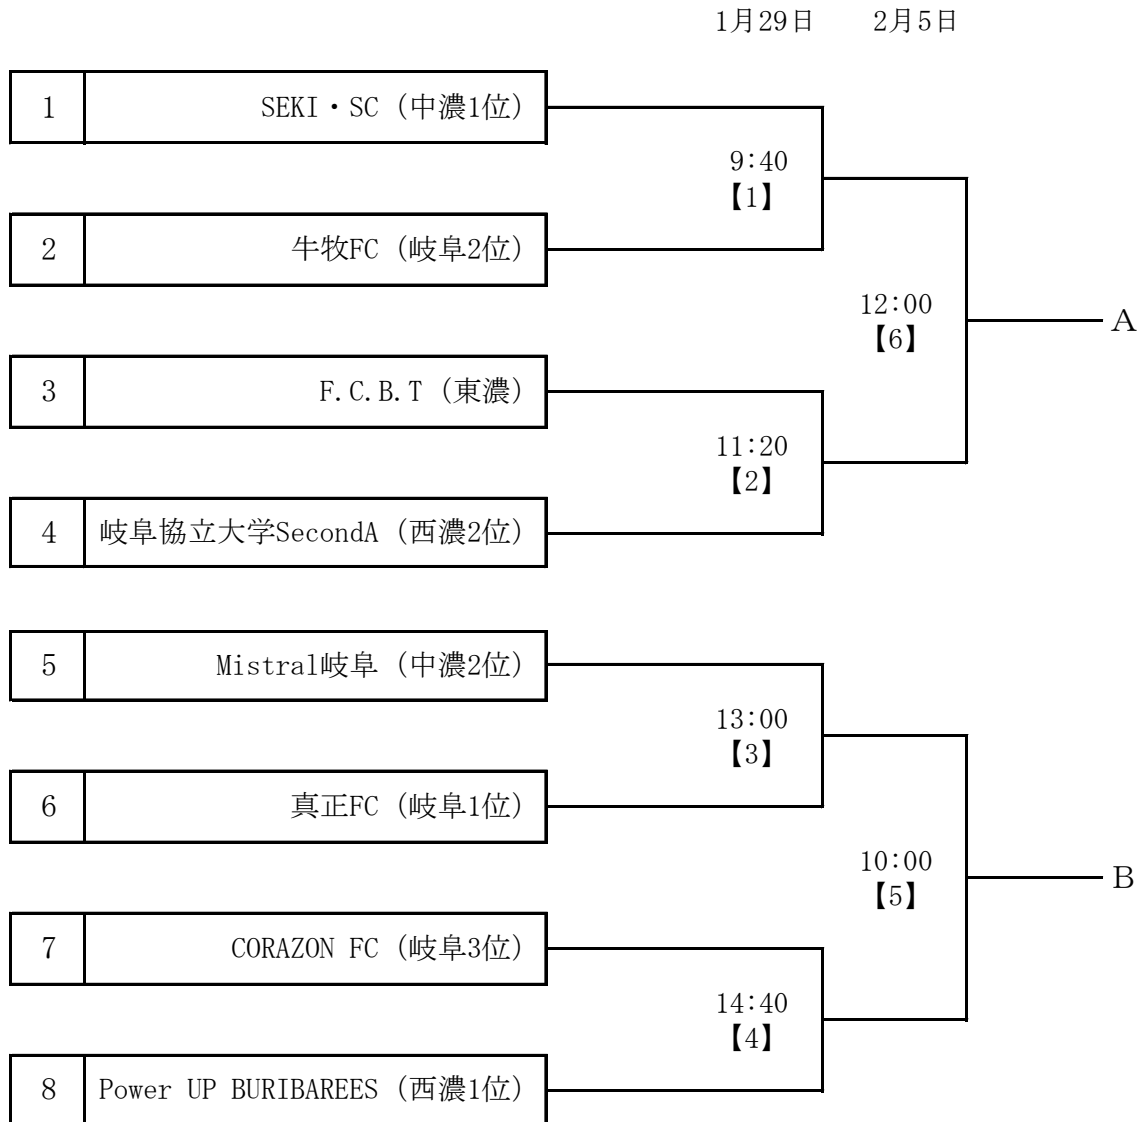 1月29日 2月5日
1 SEKI・SC（中濃1位）
9:40
【1】
2 牛牧FC（岐阜2位）
12:00
【6】
A
3 F.C.B.T（東濃）
11:20
【2】
4 岐阜協立大学SecondA（西濃2位）
5 Mistral岐阜（中濃2位）
13:00
【3】
6 真正FC（岐阜1位）
10:00
【5】
B
7 CORAZON FC（岐阜3位）
14:40
【4】
8 Power UP BURIBAREES（西濃1位）